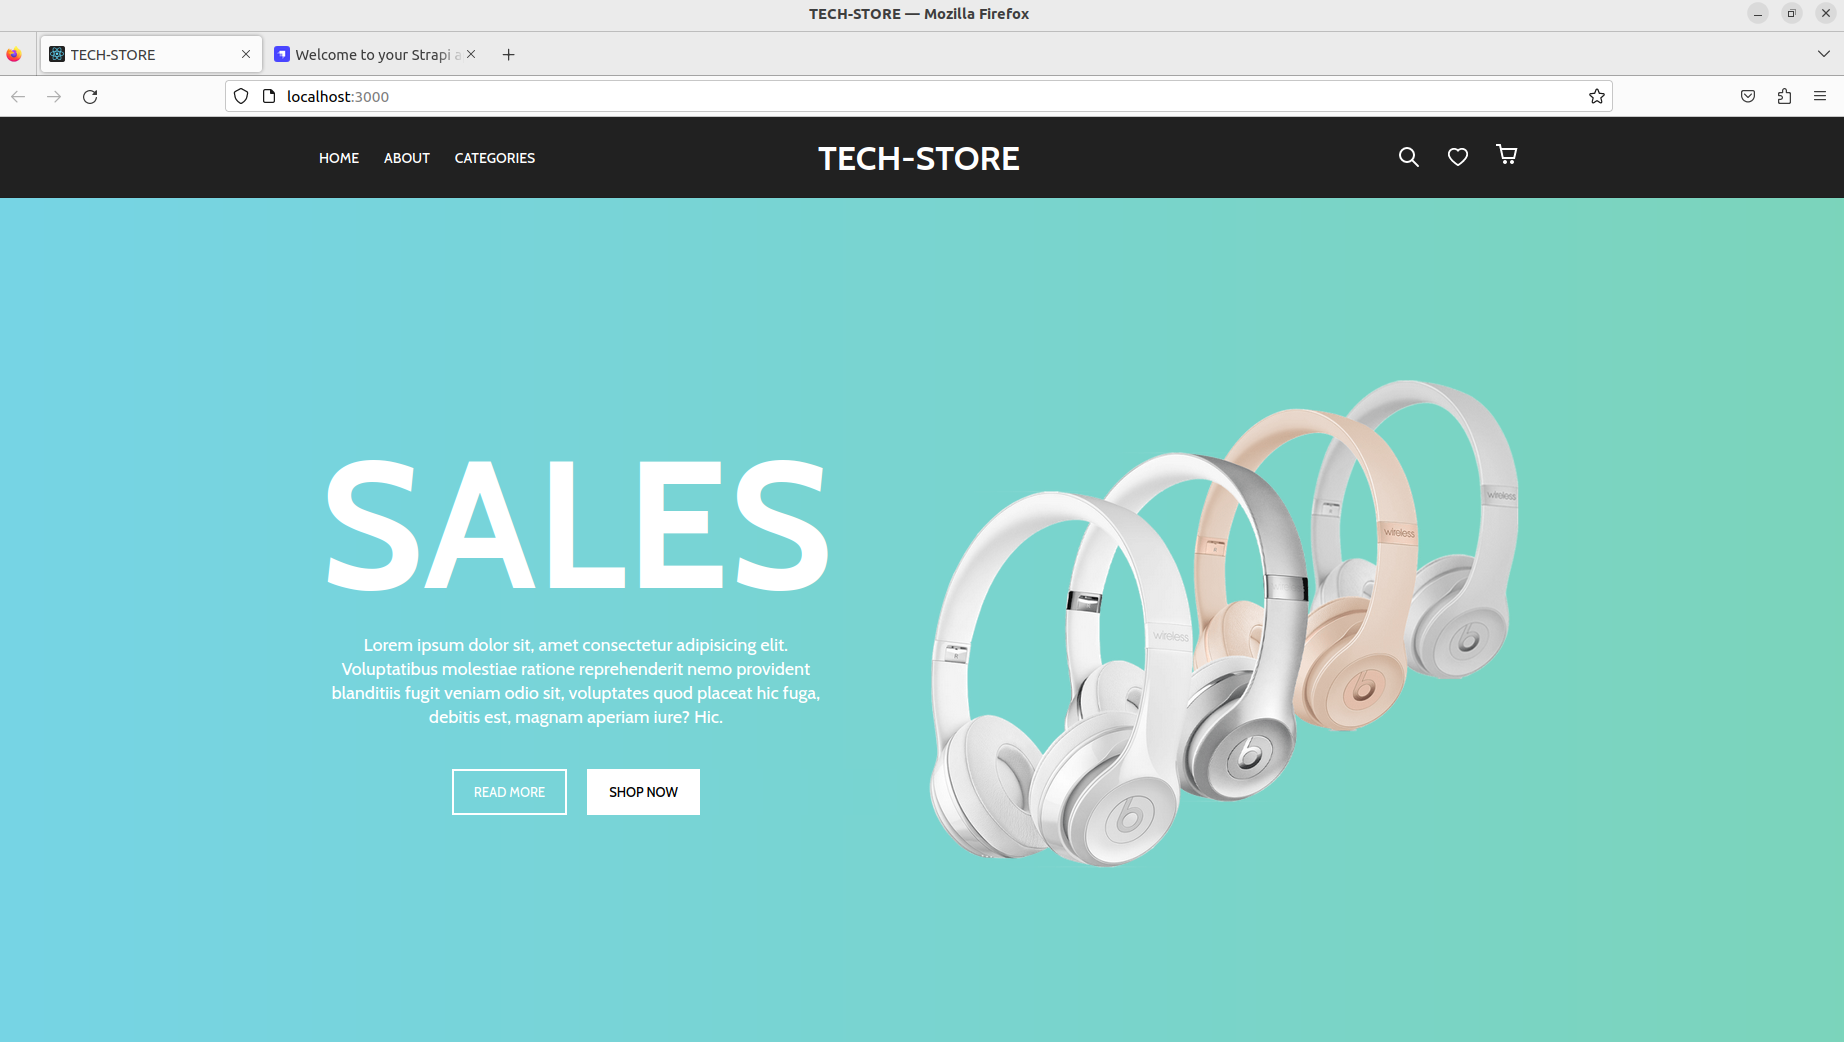 TECH-STORE — Mozilla Firefox
TECH-STORE
Welcome to your Strapi a
localhost:3000
HOME ABOUT CATEGORIES
TECH-STORE
SALES
Lorem ipsum dolor sit, amet consectetur adipisicing elit.
Voluptatibus molestiae ratione reprehenderit nemo provident
blanditiis fugit veniam odio sit, voluptates quod placeat hic fuga,
debitis est, magnam aperiam iure? Hic.
READ MORE
SHOP NOW
wireless
wireless
wireless
R
b
b
b
b